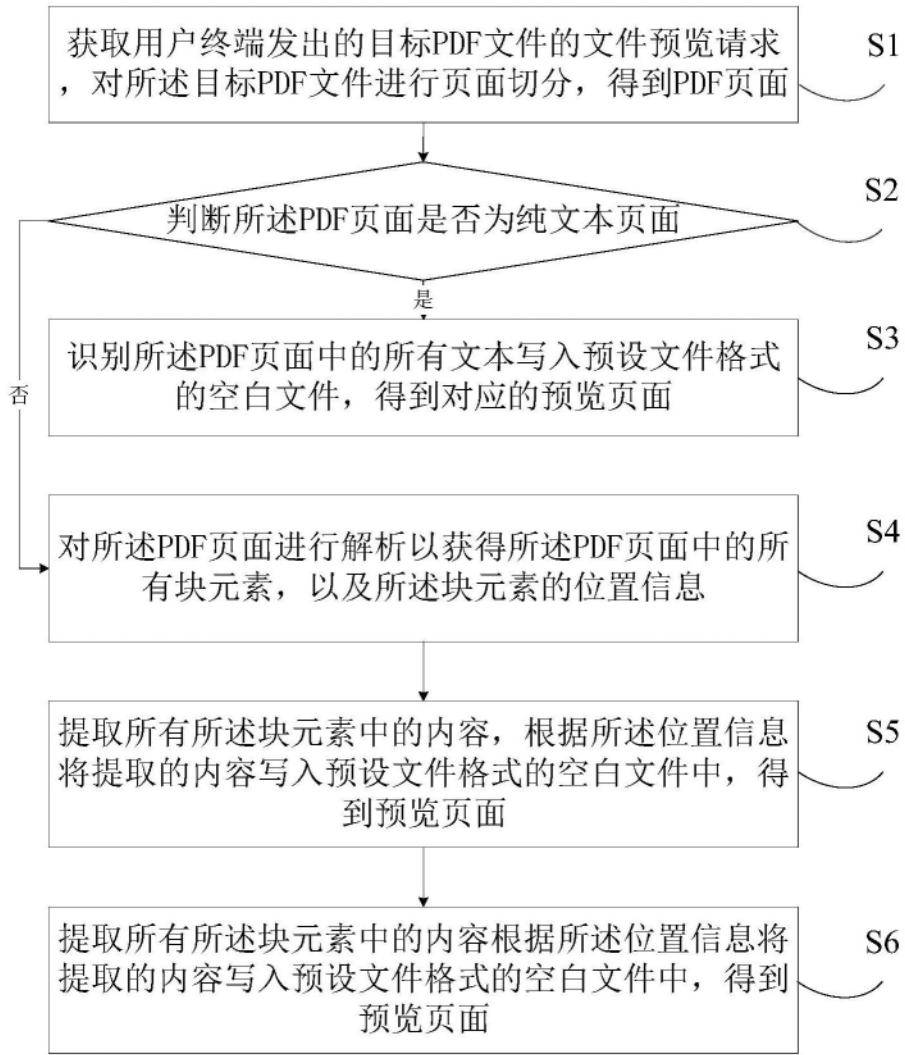 获取用户终端发出的目标PDF文件的文件预览请求
，对所述目标PDF文件进行页面切分，得到PDF页面
S1
判断所述PDF页面是否为纯文本页面
S2
是
否
识别所述PDF页面中的所有文本写入预设文件格式
的空白文件，得到对应的预览页面
S3
对所述PDF页面进行解析以获得所述PDF页面中的所
有块元素，以及所述块元素的位置信息
S4
提取所有所述块元素中的内容，根据所述位置信息
将提取的内容写入预设文件格式的空白文件中，得
到预览页面
S5
提取所有所述块元素中的内容根据所述位置信息将
提取的内容写入预设文件格式的空白文件中，得到
预览页面
S6